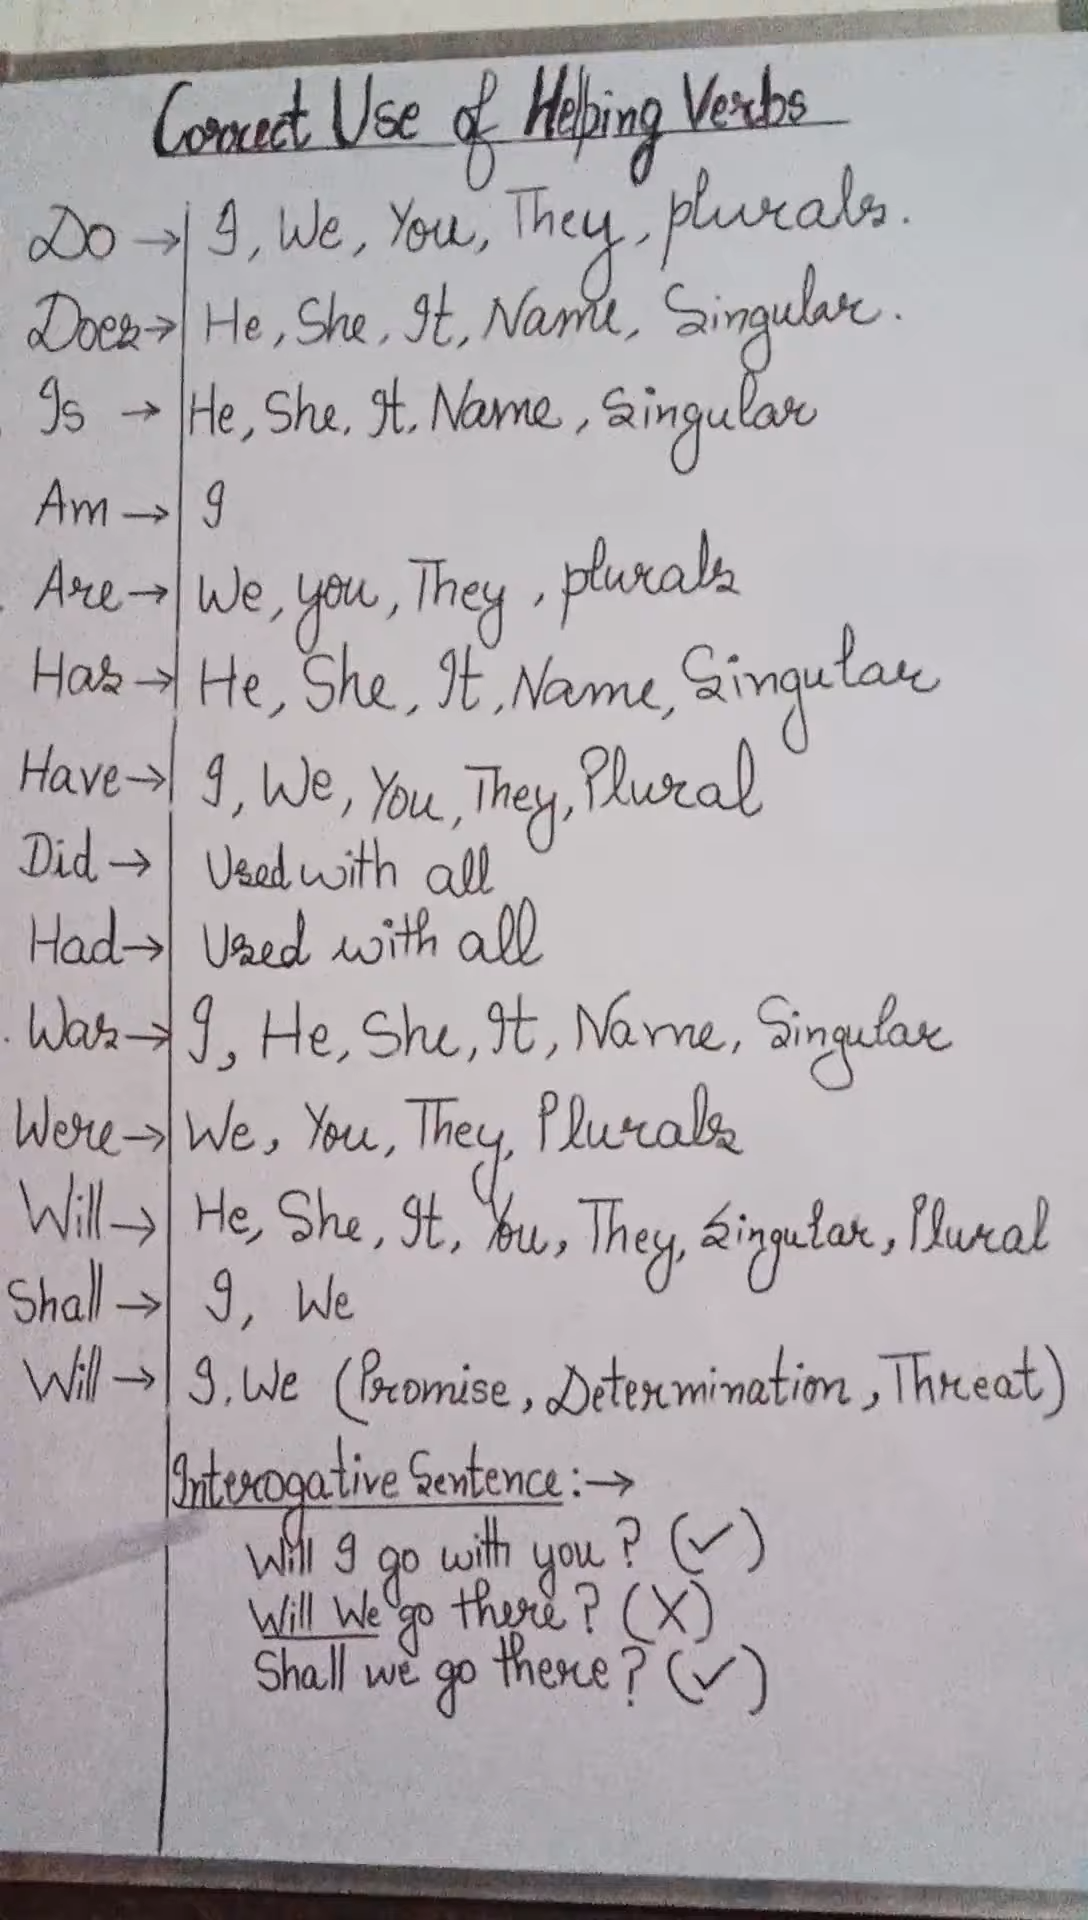 Correct Use of Helping Verbs
Do → I, We, You, They, plurals.
Does → He, She, It, Name, Singular.
Is → He, She, It, Name, Singular
Am → I
Are → We, you, They, plurals
Has → He, She, It, Name, Singular
Have → I, We, You, They, Plural
Did → Used with all
Had → Used with all
Was → I, He, She, It, Name, Singular
Were → We, You, They, Plurals
Will → He, She, It, You, They, Singular, Plural
Shall → I, We
Will → I, We (Promise, Determination, Threat)
Interogative Sentence :→
Will I go with you? (✓)
Will We go there? (X)
Shall we go there? (✓)